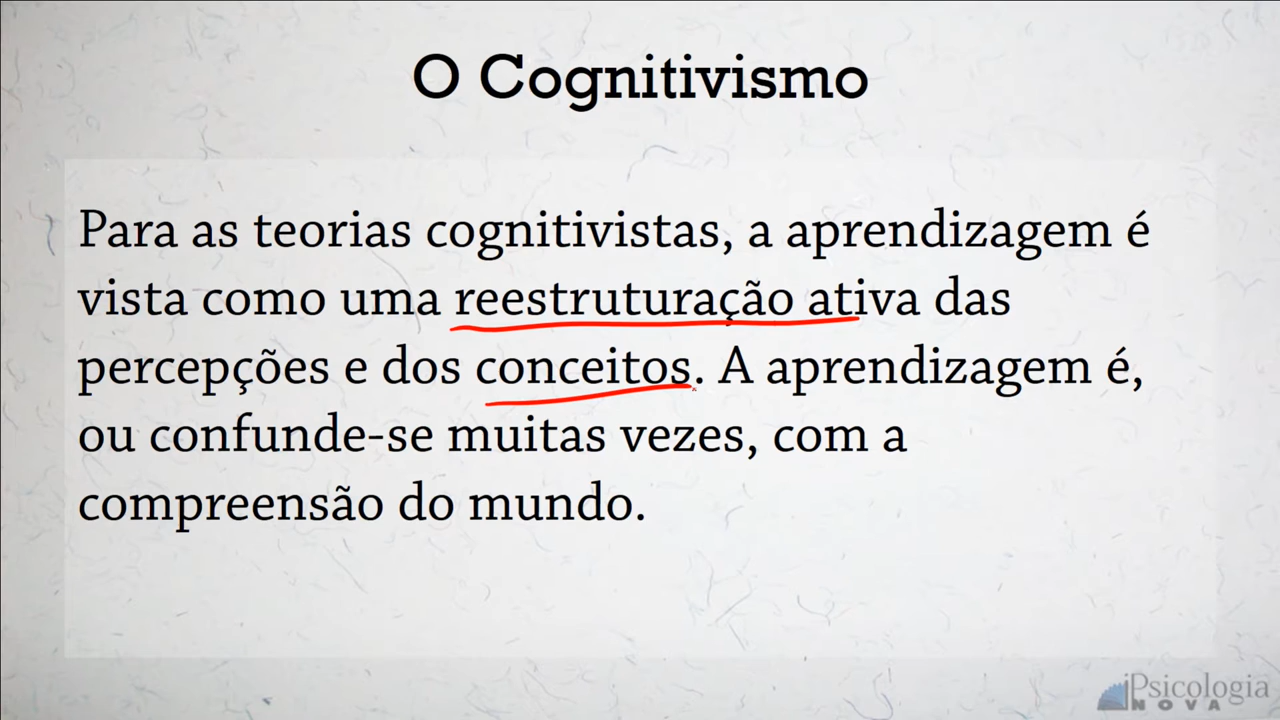 O Cognitivismo
Para as teorias cognitivistas, a aprendizagem é
vista como uma reestruturação ativa das
percepções e dos conceitos. A aprendizagem é,
ou confunde-se muitas vezes, com a
compreensão do mundo.
Psicologia
NOVA